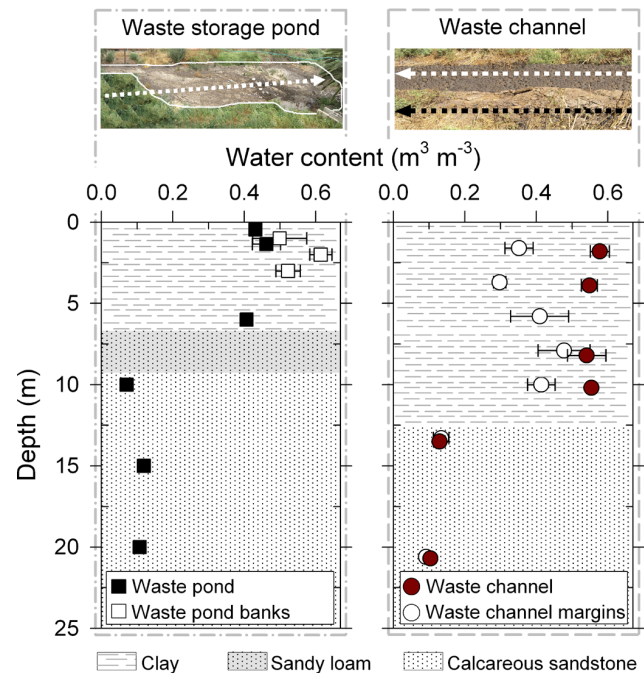 Waste storage pond
Waste channel
Water content (m³ m⁻³)
0.0 0.2 0.4 0.6
0.0 0.2 0.4 0.6
Depth (m)
0
5
10
15
20
25
Waste pond
Waste pond banks
Waste channel
Waste channel margins
Clay
Sandy loam
Calcareous sandstone